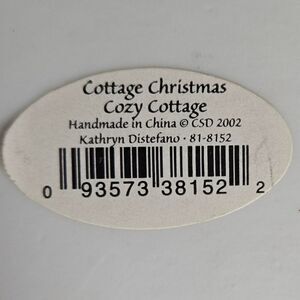 Cottage Christmas
Cozy Cottage
Handmade in China © CSD 2002
Kathryn Distefano · 81-8152
0 93573 38152 2